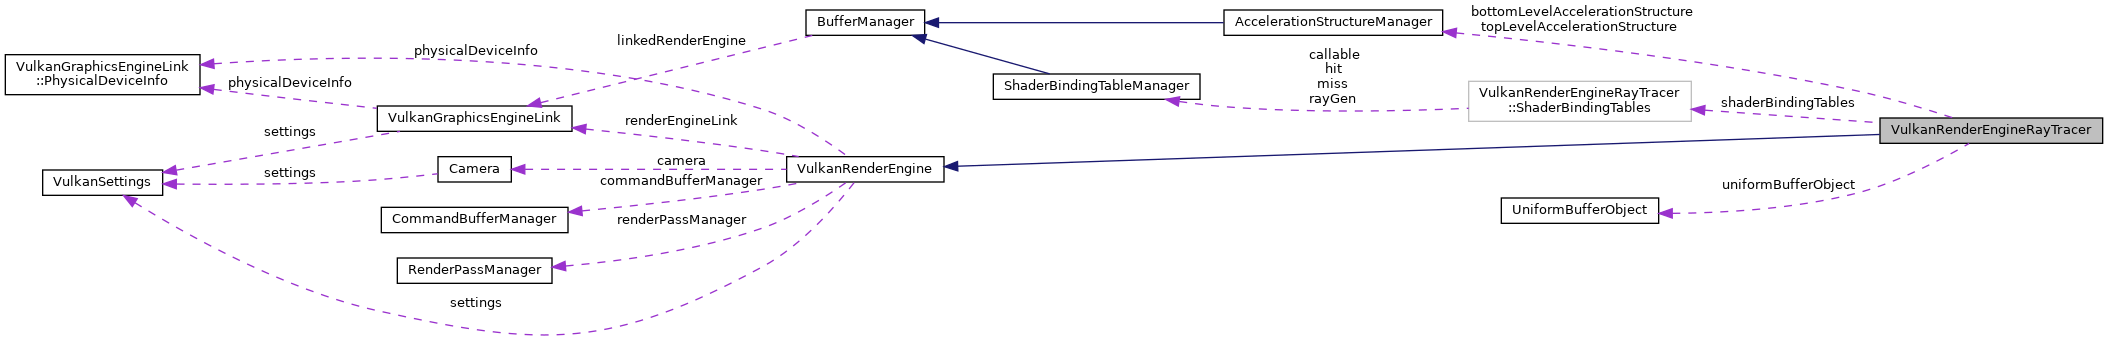 BufferManager
AccelerationStructureManager
bottomLevelAccelerationStructure
topLevelAccelerationStructure
linkedRenderEngine
physicalDeviceInfo
VulkanGraphicsEngineLink
::PhysicalDeviceInfo
physicalDeviceInfo
callable
hit
miss
rayGen
ShaderBindingTableManager
VulkanRenderEngineRayTracer
::ShaderBindingTables
shaderBindingTables
VulkanGraphicsEngineLink
renderEngineLink
VulkanRenderEngineRayTracer
settings
Camera
camera
VulkanRenderEngine
settings
VulkanSettings
commandBufferManager
uniformBufferObject
CommandBufferManager
renderPassManager
UniformBufferObject
RenderPassManager
settings